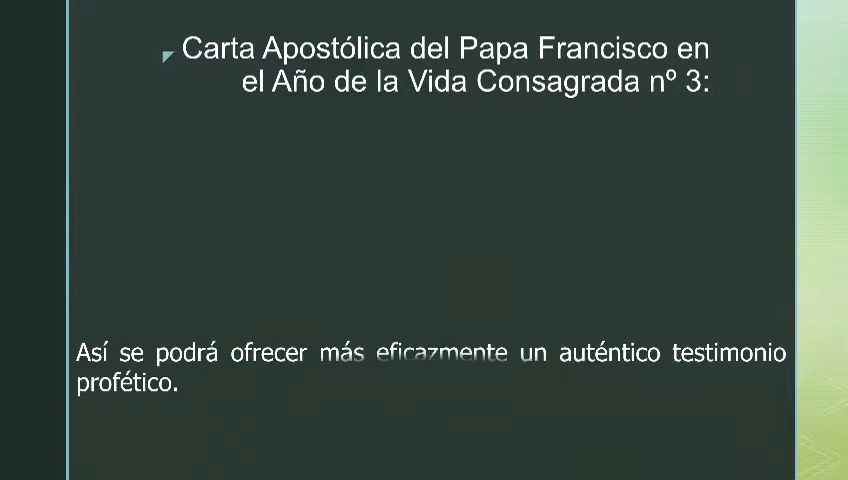 Carta Apostólica del Papa Francisco en
el Año de la Vida Consagrada nº 3:
Así se podrá ofrecer más eficazmente un auténtico testimonio
profético.